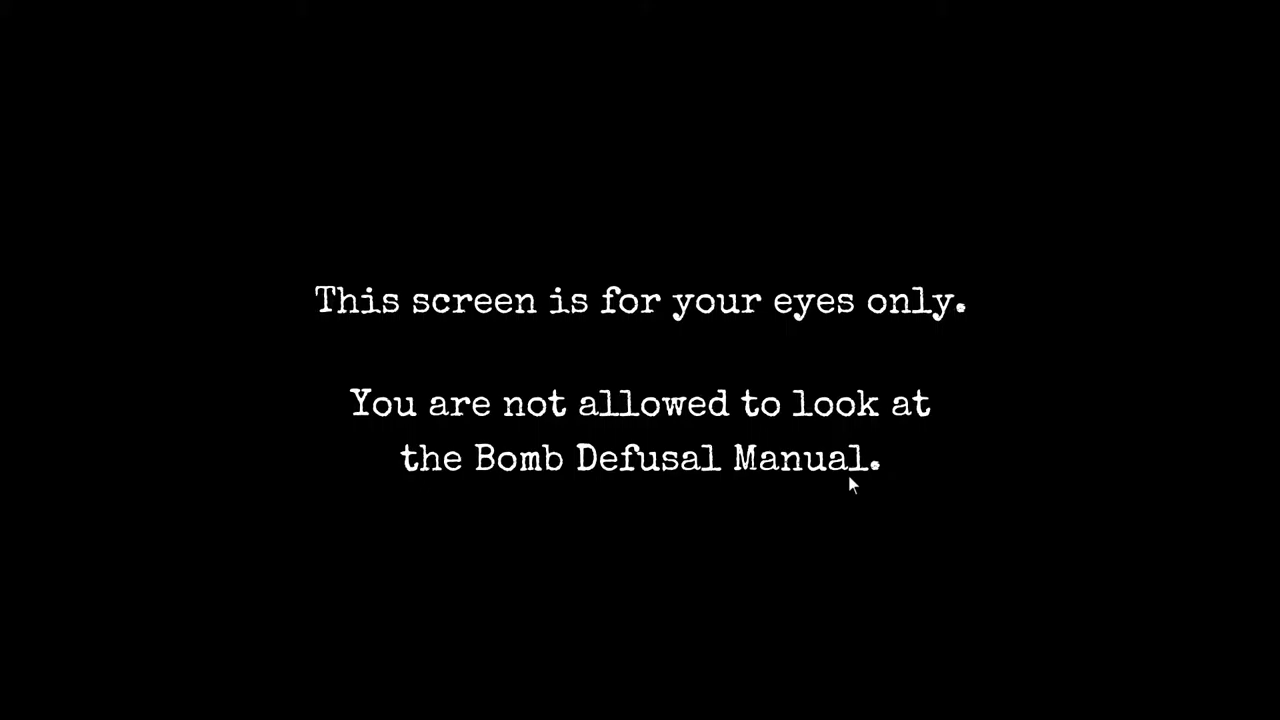 This screen is for your eyes only.
You are not allowed to look at
the Bomb Defusal Manual.